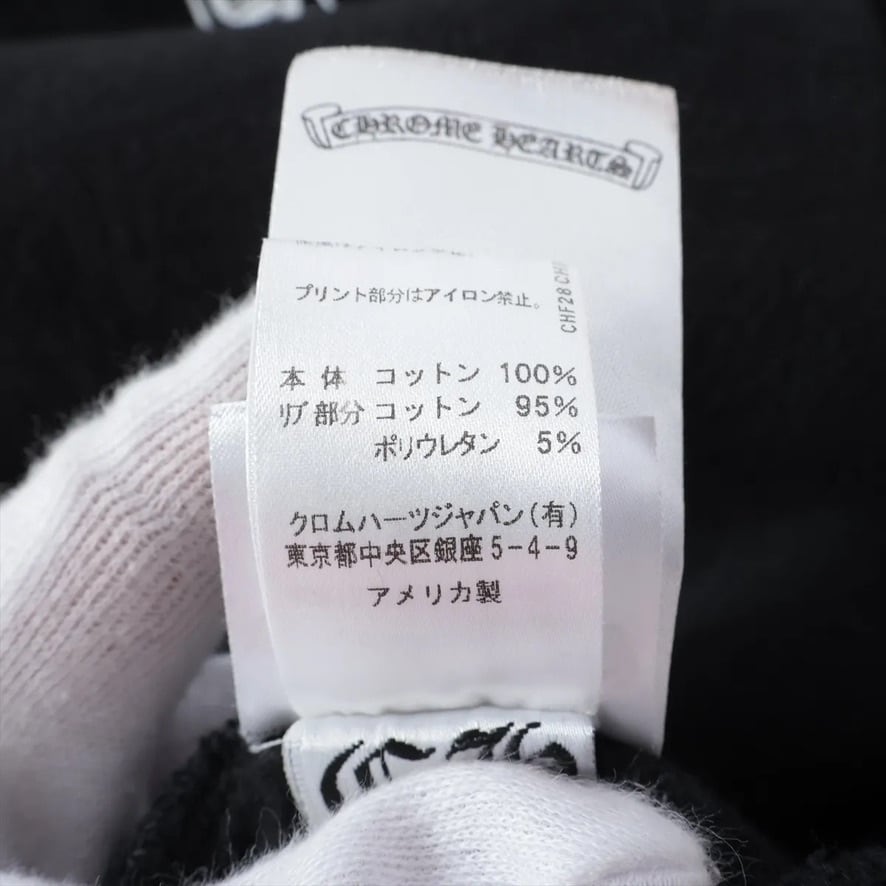 CHROME HEARTS
プリント部分はアイロン禁止。
CHF28
本体 コットン 100%
リブ部分 コットン 95%
ポリウレタン 5%
クロムハーツジャパン(有)
東京都中央区銀座5-4-9
アメリカ製